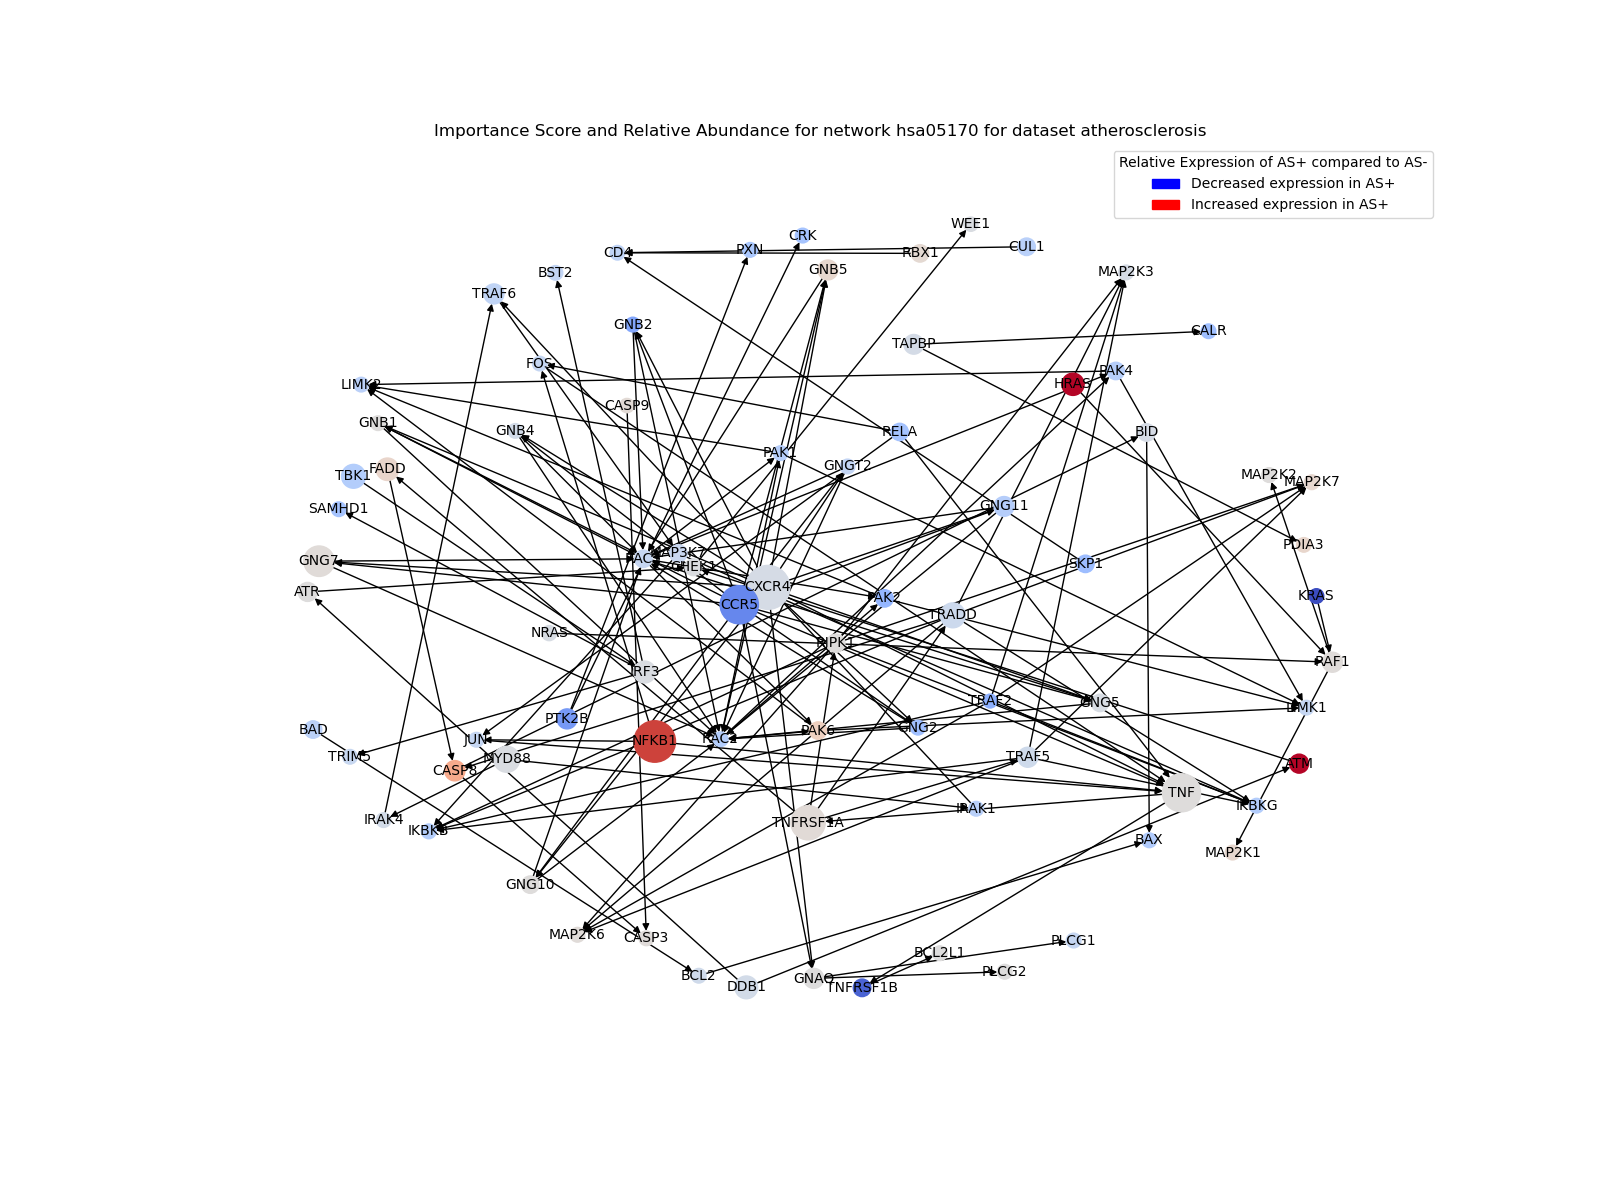 Importance Score and Relative Abundance for network hsa05170 for dataset atherosclerosis
Relative Expression of AS+ compared to AS-
Decreased expression in AS+
Increased expression in AS+
WEE1
CRK
CUL1
PXN
CD4
RBX1
GNB5
BST2
MAP2K3
TRAF6
GNB2
CALR
TAPBP
FOS
PAK4
LIMK2
HRAS
CASP9
GNB1
GNB4
RELA
BID
PAK1
GNGT2
FADD
TBK1
MAP2K2
MAP2K7
SAMHD1
GNG11
PDIA3
GNG7
CHEK1
SKP1
CXCR4
ATR
KRAS
CCR5
TRADD
NRAS
RIPK1
RAF1
IRF3
TRAF2
GNG5
LIMK1
PTK2B
BAD
GNG2
PAK6
JUN
NFKB1
RAC2
TRIM5
MYD88
TRAF5
CASP8
ATM
TNF
IRAK4
IKBKB
TNFRSF1A
IRAK1
IKBKG
BAX
MAP2K1
GNG10
MAP2K6
CASP3
PLCG1
BCL2L1
BCL2
PLCG2
DDB1
GNAQ
TNFRSF1B